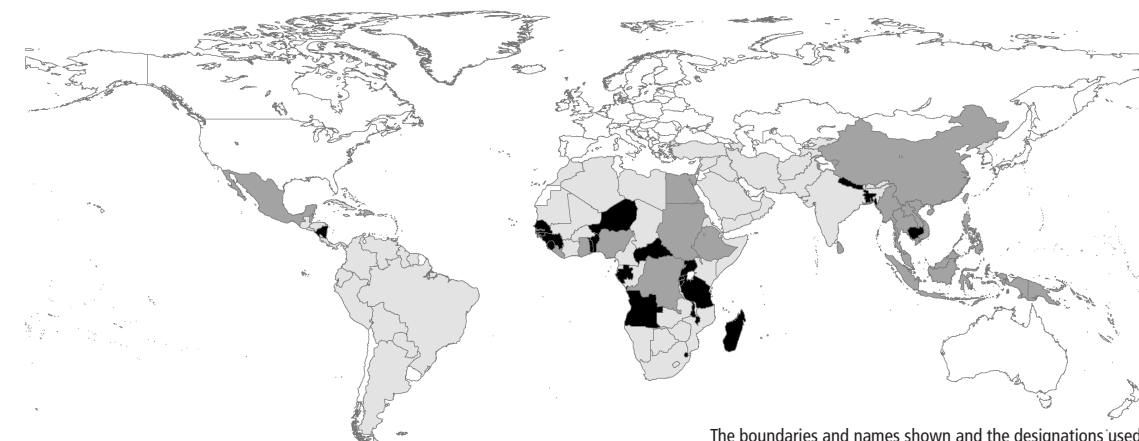 The boundaries and names shown and the designations used